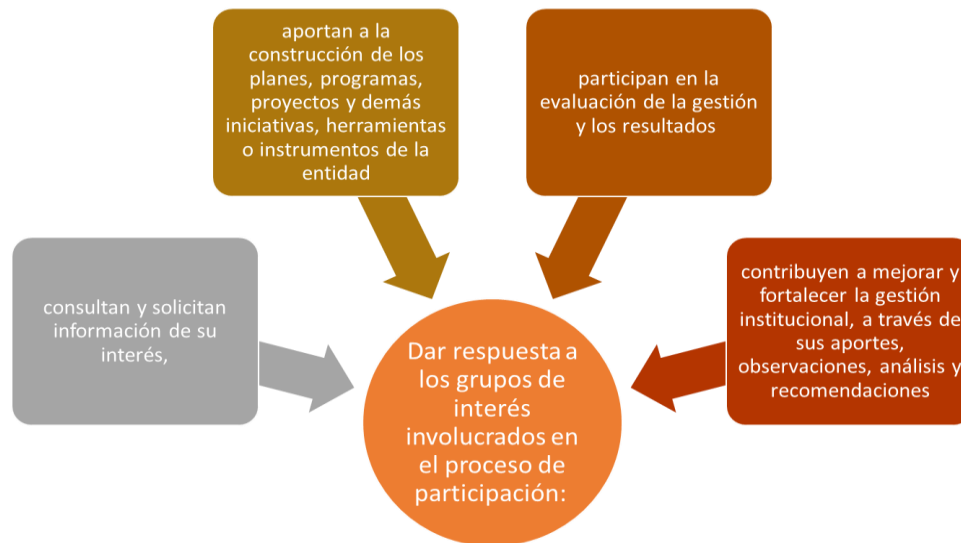 aportan a la
construcción de los
planes, programas,
proyectos y demás
iniciativas, herramientas
o instrumentos de la
entidad
participan en la
evaluación de la gestión
y los resultados
consultan y solicitan
información de su
interés,
contribuyen a mejorar y
fortalecer la gestión
institucional, a través de
sus aportes,
observaciones, análisis y
recomendaciones
Dar respuesta a
los grupos de
interés
involucrados en
el proceso de
participación: